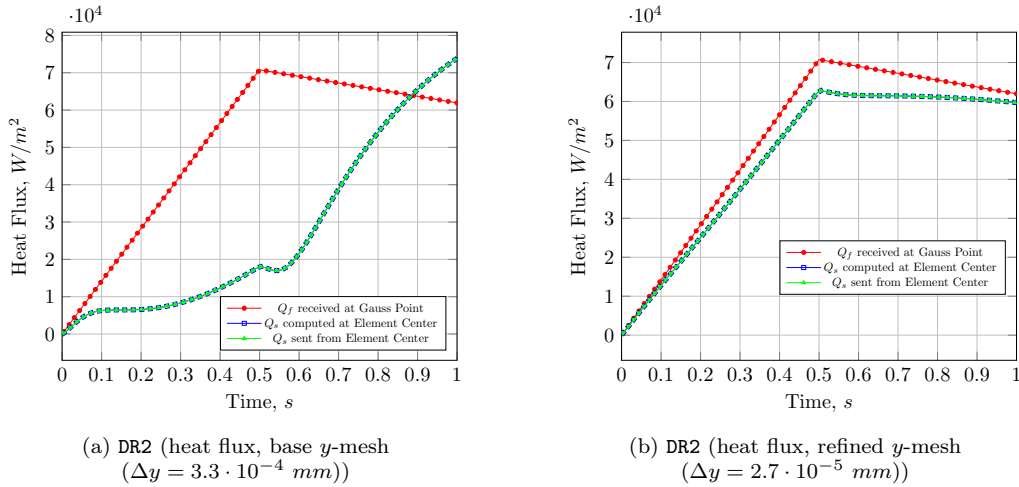 ·10⁴
8
7
6
5
4
3
2
1
0
Heat Flux, W/m²
0 0.1 0.2 0.3 0.4 0.5 0.6 0.7 0.8 0.9 1
Time, s
Q_f received at Gauss Point
Q_s computed at Element Center
Q_s sent from Element Center
(a) DR2 (heat flux, base y-mesh
(Δy = 3.3 · 10⁻⁴ mm))
·10⁴
8
7
6
5
4
3
2
1
0
Heat Flux, W/m²
0 0.1 0.2 0.3 0.4 0.5 0.6 0.7 0.8 0.9 1
Time, s
Q_f received at Gauss Point
Q_s computed at Element Center
Q_s sent from Element Center
(b) DR2 (heat flux, refined y-mesh
(Δy = 2.7 · 10⁻⁵ mm))